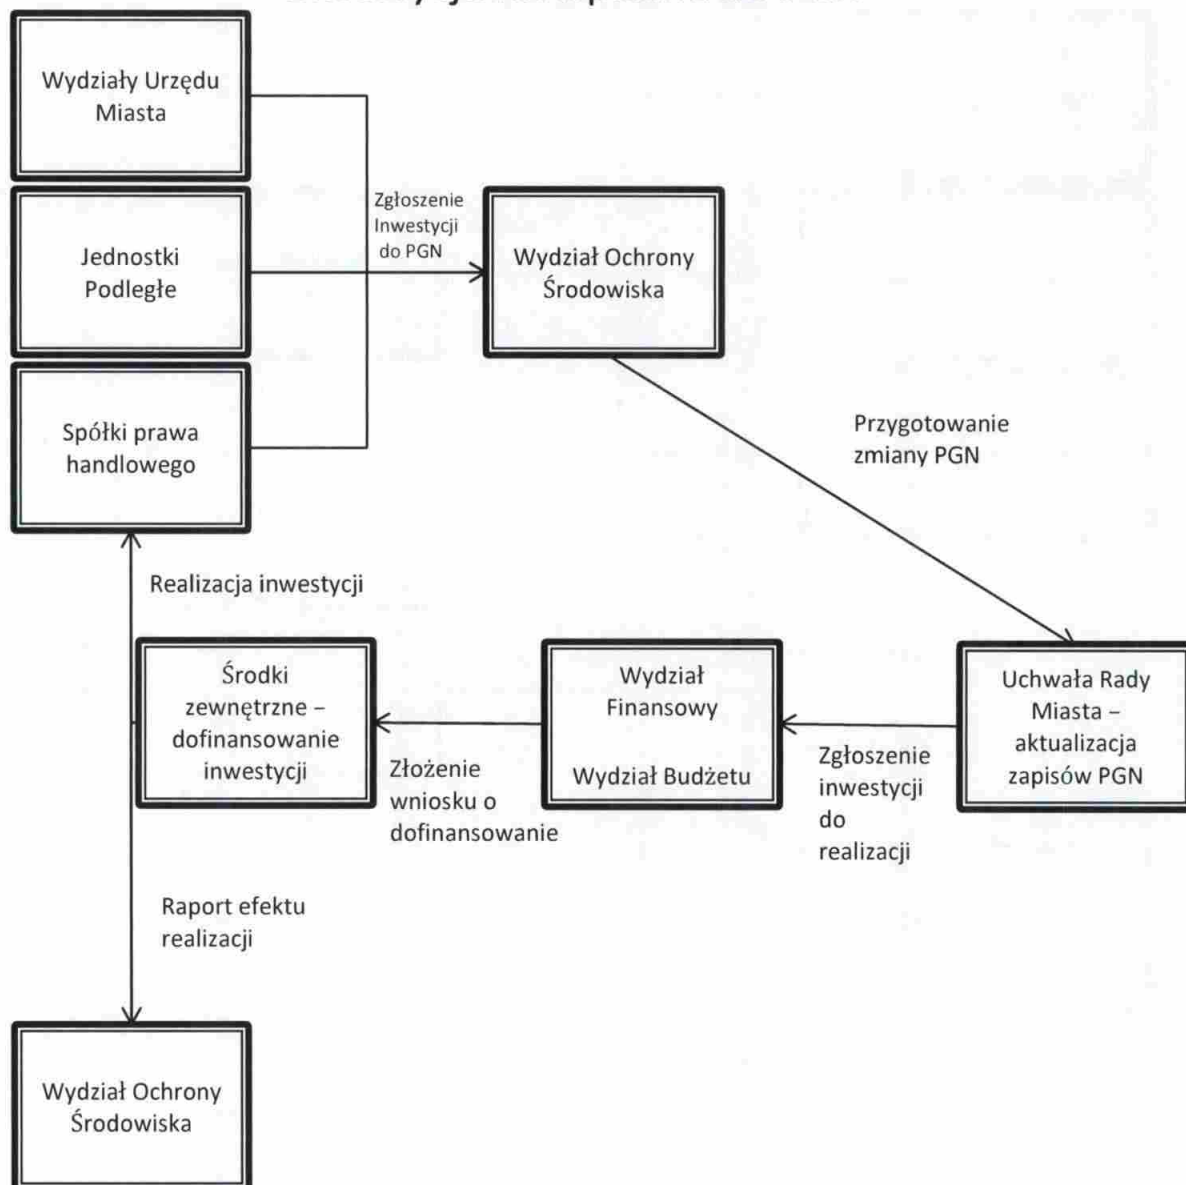 Wydziały Urzędu
Miasta
Zgłoszenie
Inwestycji
do PGN
Jednostki
Podległe
Wydział Ochrony
Środowiska
Spółki prawa
handlowego
Przygotowanie
zmiany PGN
Realizacja inwestycji
Środki
zewnętrzne –
dofinansowanie
inwestycji
Złożenie
wniosku o
dofinansowanie
Wydział
Finansowy
Wydział Budżetu
Zgłoszenie
inwestycji
do
realizacji
Uchwała Rady
Miasta –
aktualizacja
zapisów PGN
Raport efektu
realizacji
Wydział Ochrony
Środowiska